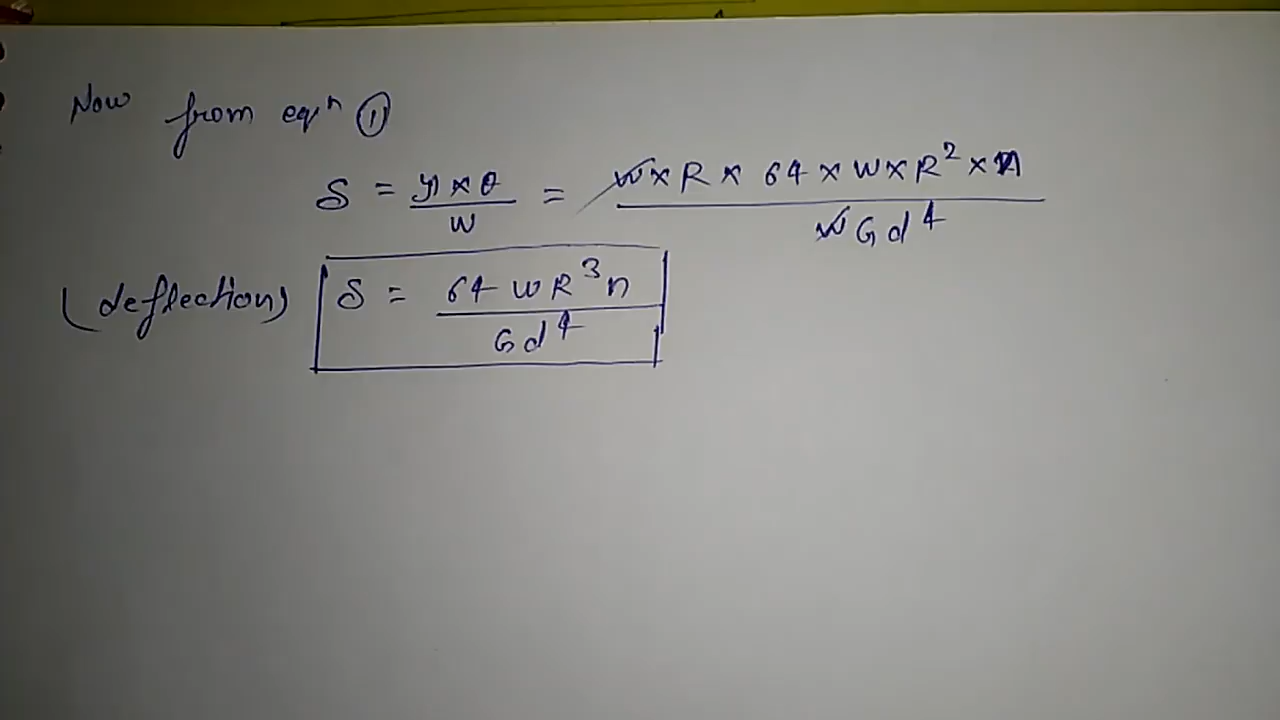 Now from eqn ①
δ = (y) × θ / W = W × R × 64 × W × R² × n / W G d⁴
(deflection) δ = 64 W R³ n / G d⁴